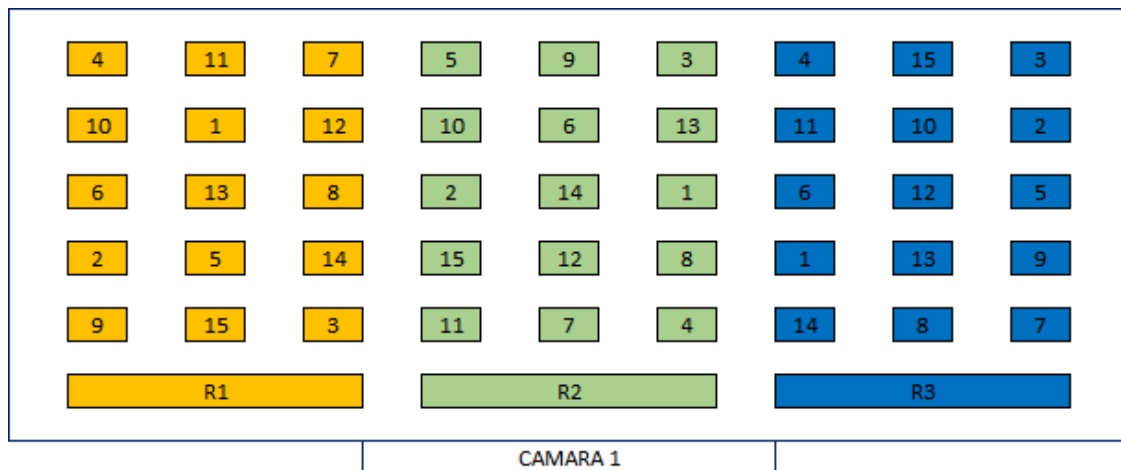 4 11 7 5 9 3 4 15 3
10 1 12 10 6 13 11 10 2
6 13 8 2 14 1 6 12 5
2 5 14 15 12 8 1 13 9
9 15 3 11 7 4 14 8 7
R1 R2 R3
CAMARA 1